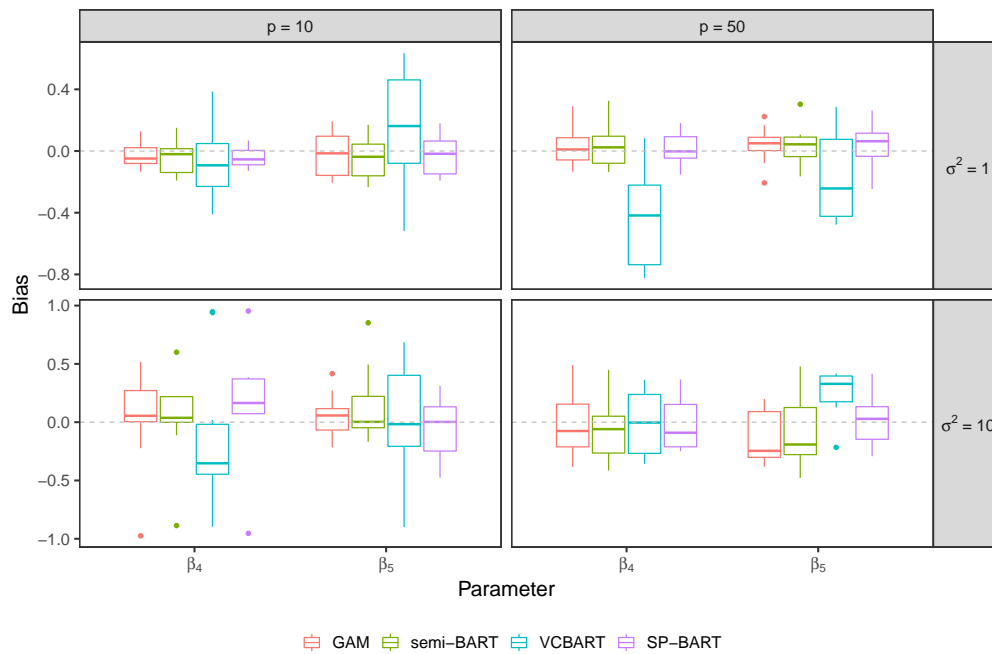 p = 10
p = 50
0.4
0.0
−0.4
−0.8
σ² = 1
Bias
1.0
0.5
0.0
−0.5
−1.0
σ² = 10
β₄ β₅ β₄ β₅
Parameter
GAM semi−BART VCBART SP−BART